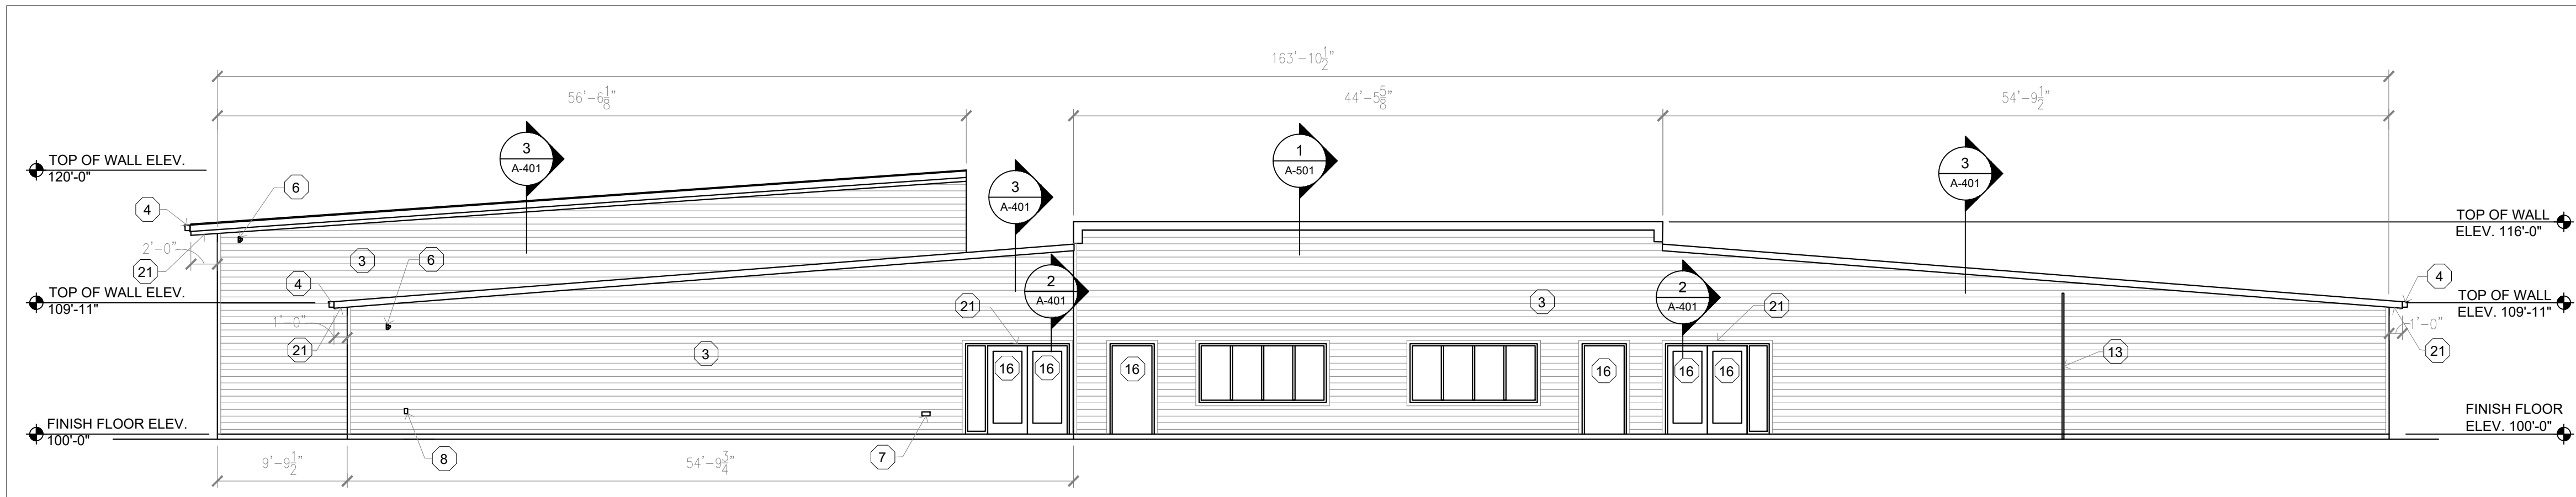 163'-10 1/2"
56'-6 1/8"
44'-5 5/8"
54'-9 1/2"
3
A-401
1
A-501
3
A-401
3
A-401
TOP OF WALL ELEV.
120'-0"
6
4
2'-0"
21
3
6
4
TOP OF WALL ELEV.
109'-11"
1'-0"
21
3
2
A-401
21
16
16
16
3
2
A-401
21
16
16
16
13
TOP OF WALL
ELEV. 116'-0"
4
TOP OF WALL
ELEV. 109'-11"
1'-0"
21
FINISH FLOOR ELEV.
100'-0"
8
7
FINISH FLOOR
ELEV. 100'-0"
9'-9 1/2"
54'-9 3/4"